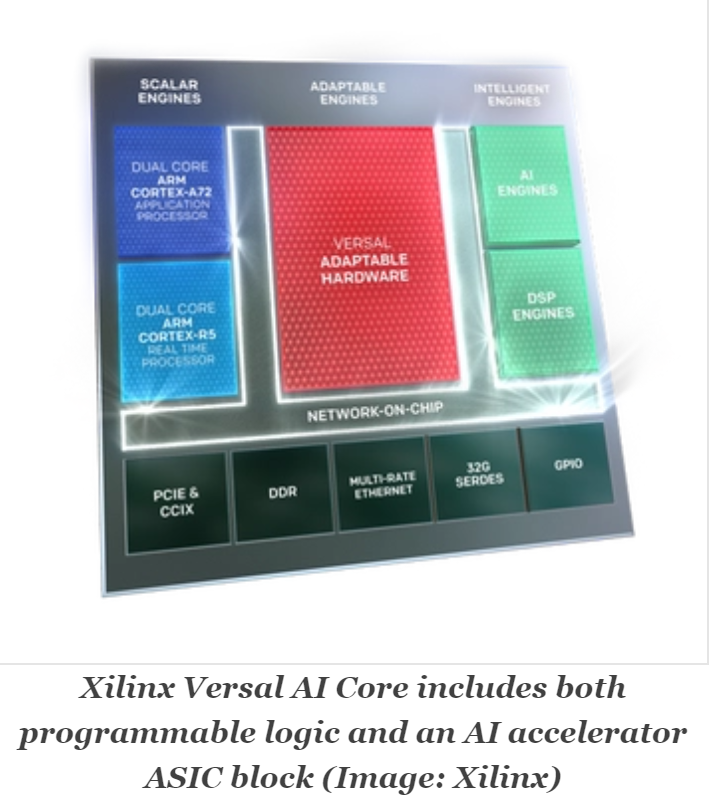 SCALAR
ENGINES
ADAPTABLE
ENGINES
INTELLIGENT
ENGINES
DUAL CORE
ARM
CORTEX-A72
APPLICATION
PROCESSOR
DUAL CORE
ARM
CORTEX-R5
REAL TIME
PROCESSOR
VERSAL
ADAPTABLE
HARDWARE
AI
ENGINES
DSP
ENGINES
NETWORK-ON-CHIP
PCIE &
CCIX
DDR
MULTI-RATE
ETHERNET
32G
SERDES
GPIO
Xilinx Versal AI Core includes both
programmable logic and an AI accelerator
ASIC block (Image: Xilinx)